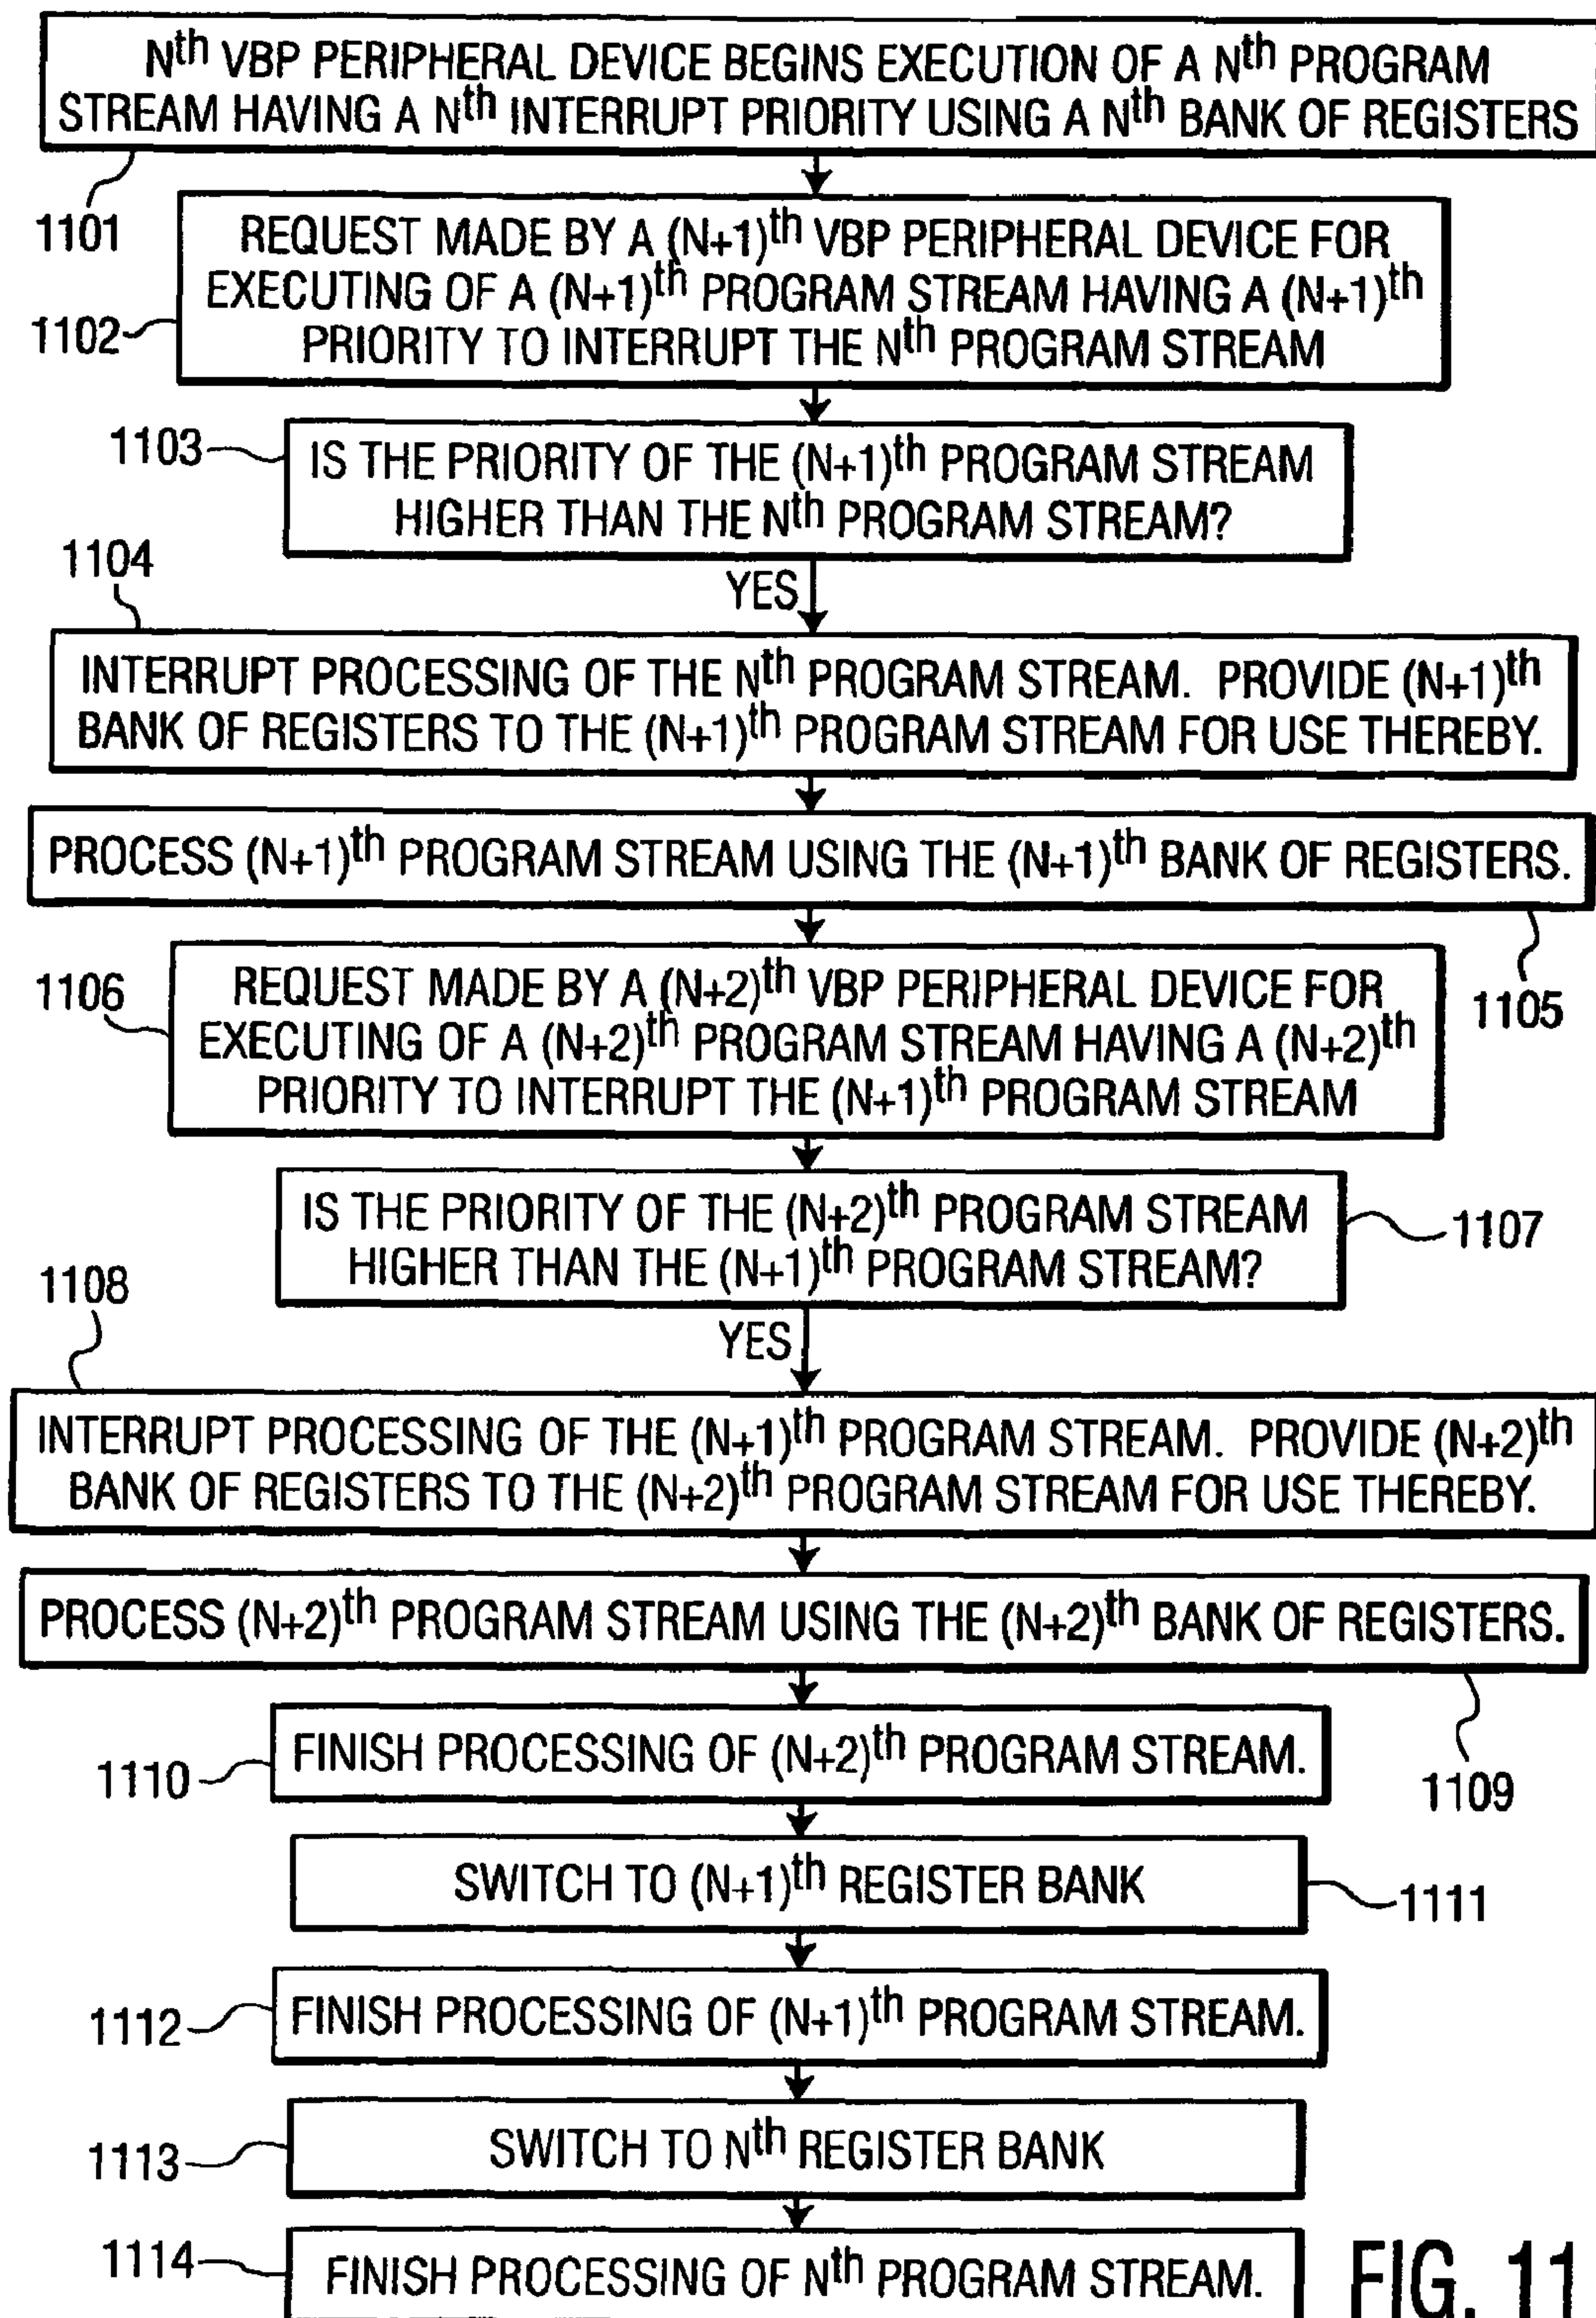 Nth VBP PERIPHERAL DEVICE BEGINS EXECUTION OF A Nth PROGRAM
STREAM HAVING A Nth INTERRUPT PRIORITY USING A Nth BANK OF REGISTERS
1101
REQUEST MADE BY A (N+1)th VBP PERIPHERAL DEVICE FOR
EXECUTING OF A (N+1)th PROGRAM STREAM HAVING A (N+1)th
PRIORITY TO INTERRUPT THE Nth PROGRAM STREAM
1102
1103
IS THE PRIORITY OF THE (N+1)th PROGRAM STREAM
HIGHER THAN THE Nth PROGRAM STREAM?
1104
YES
INTERRUPT PROCESSING OF THE Nth PROGRAM STREAM. PROVIDE (N+1)th
BANK OF REGISTERS TO THE (N+1)th PROGRAM STREAM FOR USE THEREBY.
PROCESS (N+1)th PROGRAM STREAM USING THE (N+1)th BANK OF REGISTERS.
1105
1106
REQUEST MADE BY A (N+2)th VBP PERIPHERAL DEVICE FOR
EXECUTING OF A (N+2)th PROGRAM STREAM HAVING A (N+2)th
PRIORITY TO INTERRUPT THE (N+1)th PROGRAM STREAM
IS THE PRIORITY OF THE (N+2)th PROGRAM STREAM
HIGHER THAN THE (N+1)th PROGRAM STREAM?
1107
1108
YES
INTERRUPT PROCESSING OF THE (N+1)th PROGRAM STREAM. PROVIDE (N+2)th
BANK OF REGISTERS TO THE (N+2)th PROGRAM STREAM FOR USE THEREBY.
PROCESS (N+2)th PROGRAM STREAM USING THE (N+2)th BANK OF REGISTERS.
1109
FINISH PROCESSING OF (N+2)th PROGRAM STREAM.
1110
SWITCH TO (N+1)th REGISTER BANK
1111
FINISH PROCESSING OF (N+1)th PROGRAM STREAM.
1112
SWITCH TO Nth REGISTER BANK
1113
1114
FINISH PROCESSING OF Nth PROGRAM STREAM.
FIG. 11